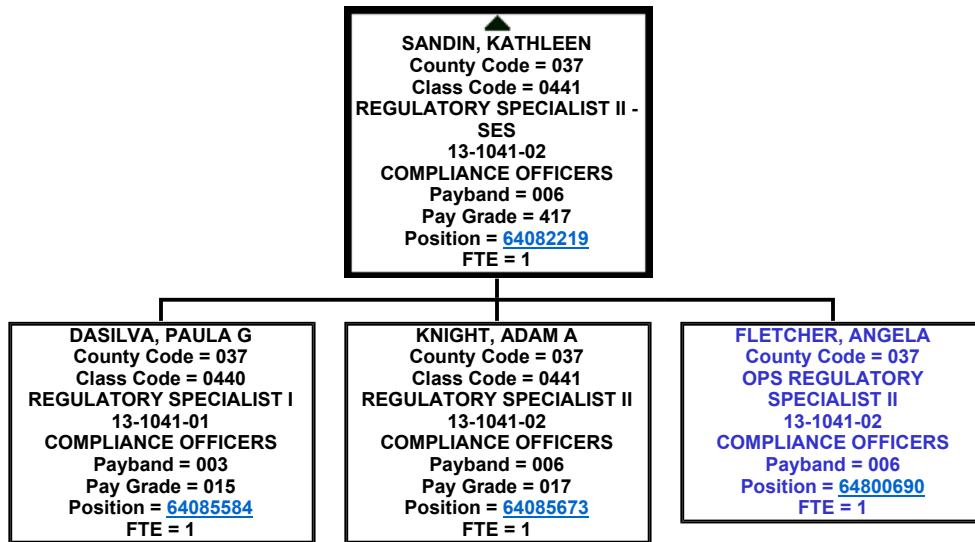 SANDIN, KATHLEEN
County Code = 037
Class Code = 0441
REGULATORY SPECIALIST II -
SES
13-1041-02
COMPLIANCE OFFICERS
Payband = 006
Pay Grade = 417
Position = 64082219
FTE = 1
DASILVA, PAULA G
County Code = 037
Class Code = 0440
REGULATORY SPECIALIST I
13-1041-01
COMPLIANCE OFFICERS
Payband = 003
Pay Grade = 015
Position = 64085584
FTE = 1
KNIGHT, ADAM A
County Code = 037
Class Code = 0441
REGULATORY SPECIALIST II
13-1041-02
COMPLIANCE OFFICERS
Payband = 006
Pay Grade = 017
Position = 64085673
FTE = 1
FLETCHER, ANGELA
County Code = 037
OPS REGULATORY
SPECIALIST II
13-1041-02
COMPLIANCE OFFICERS
Payband = 006
Position = 64800690
FTE = 1